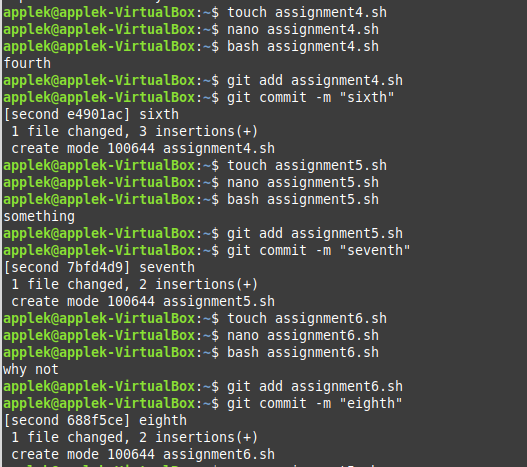 applek@applek-VirtualBox:~$ touch assignment4.sh
applek@applek-VirtualBox:~$ nano assignment4.sh
applek@applek-VirtualBox:~$ bash assignment4.sh
fourth
applek@applek-VirtualBox:~$ git add assignment4.sh
applek@applek-VirtualBox:~$ git commit -m "sixth"
[second e4901ac] sixth
 1 file changed, 3 insertions(+)
 create mode 100644 assignment4.sh
applek@applek-VirtualBox:~$ touch assignment5.sh
applek@applek-VirtualBox:~$ nano assignment5.sh
applek@applek-VirtualBox:~$ bash assignment5.sh
something
applek@applek-VirtualBox:~$ git add assignment5.sh
applek@applek-VirtualBox:~$ git commit -m "seventh"
[second 7bfd4d9] seventh
 1 file changed, 2 insertions(+)
 create mode 100644 assignment5.sh
applek@applek-VirtualBox:~$ touch assignment6.sh
applek@applek-VirtualBox:~$ nano assignment6.sh
applek@applek-VirtualBox:~$ bash assignment6.sh
why not
applek@applek-VirtualBox:~$ git add assignment6.sh
applek@applek-VirtualBox:~$ git commit -m "eighth"
[second 688f5ce] eighth
 1 file changed, 2 insertions(+)
 create mode 100644 assignment6.sh